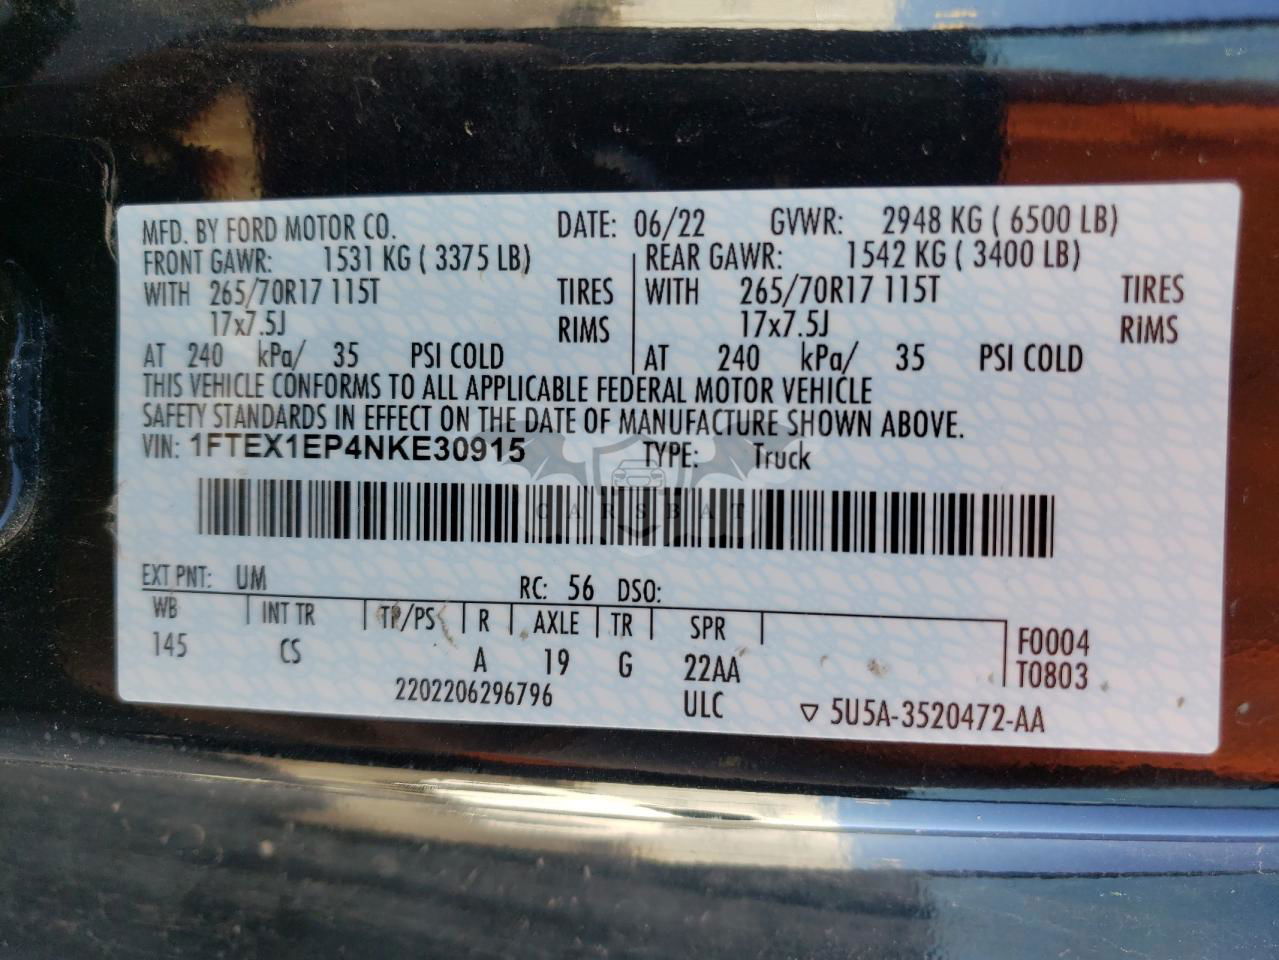 MFD. BY FORD MOTOR CO. DATE: 06/22 GVWR: 2948 KG ( 6500 LB)
FRONT GAWR: 1531 KG ( 3375 LB) REAR GAWR: 1542 KG ( 3400 LB)
WITH 265/70R17 115T TIRES WITH 265/70R17 115T TIRES
17x7.5J RIMS 17x7.5J RIMS
AT 240 kPa/ 35 PSI COLD AT 240 kPa/ 35 PSI COLD
THIS VEHICLE CONFORMS TO ALL APPLICABLE FEDERAL MOTOR VEHICLE
SAFETY STANDARDS IN EFFECT ON THE DATE OF MANUFACTURE SHOWN ABOVE.
VIN: 1FTEX1EP4NKE30915 TYPE: Truck
CARSBAT
EXT PNT: UM RC: 56 DSO:
WB INT TR TP/PS R AXLE TR SPR F0004
145 CS A 19 G 22AA T0803
2202206296796 ULC ▽ 5U5A-3520472-AA